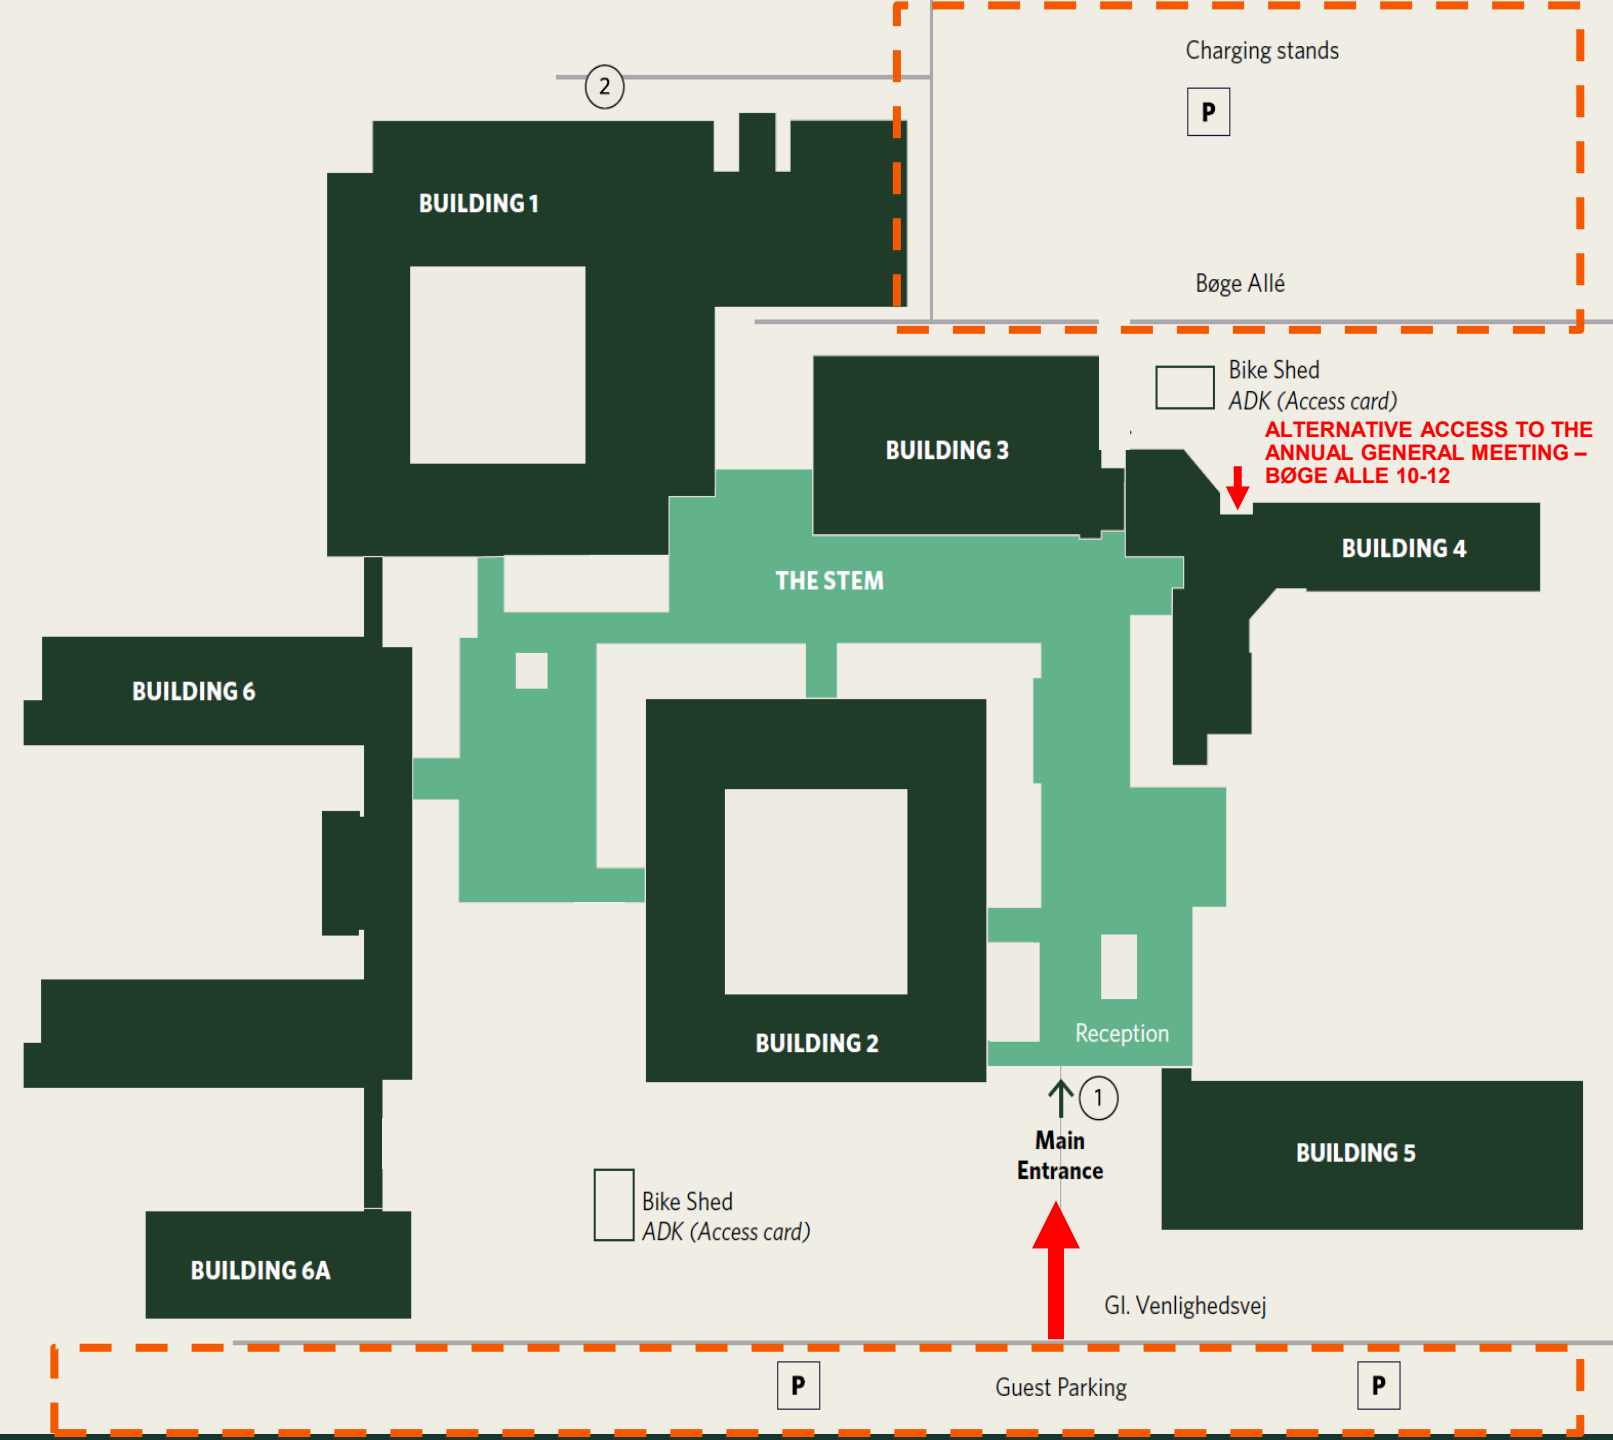 Charging stands
2
P
BUILDING 1
Bøge Allé
Bike Shed
ADK (Access card)
ALTERNATIVE ACCESS TO THE
ANNUAL GENERAL MEETING –
BØGE ALLE 10-12
BUILDING 3
BUILDING 4
THE STEM
BUILDING 6
Reception
BUILDING 2
1
Main
Entrance
BUILDING 5
Bike Shed
ADK (Access card)
BUILDING 6A
Gl. Venlighedsvej
P
Guest Parking
P